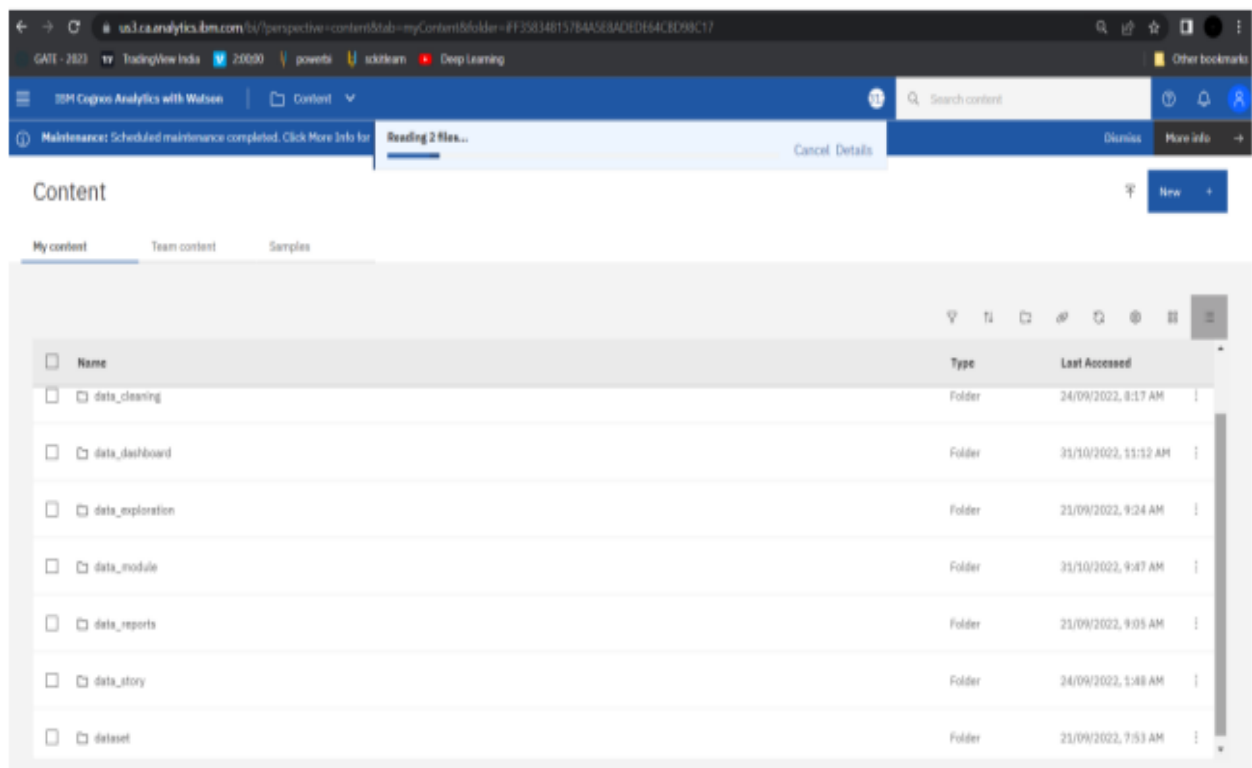 us3.ca.analytics.ibm.com/bi/?perspective=content&tab=myContent&folder=
GATE - 2023 TradingView India 2:00:00 powerbi sckitlearn Deep Learning Other bookmarks
IBM Cognos Analytics with Watson Content Search content
Maintenance: Scheduled maintenance completed. Click More Info for Reading 2 files... Cancel Details Dismiss More info
Content New +
My content Team content Samples
Name Type Last Accessed
data_cleaning Folder 24/09/2022, 8:17 AM
data_dashboard Folder 31/10/2022, 11:12 AM
data_exploration Folder 21/09/2022, 9:24 AM
data_module Folder 31/10/2022, 9:47 AM
data_reports Folder 21/09/2022, 9:05 AM
data_story Folder 24/09/2022, 1:48 AM
dataset Folder 21/09/2022, 7:53 AM